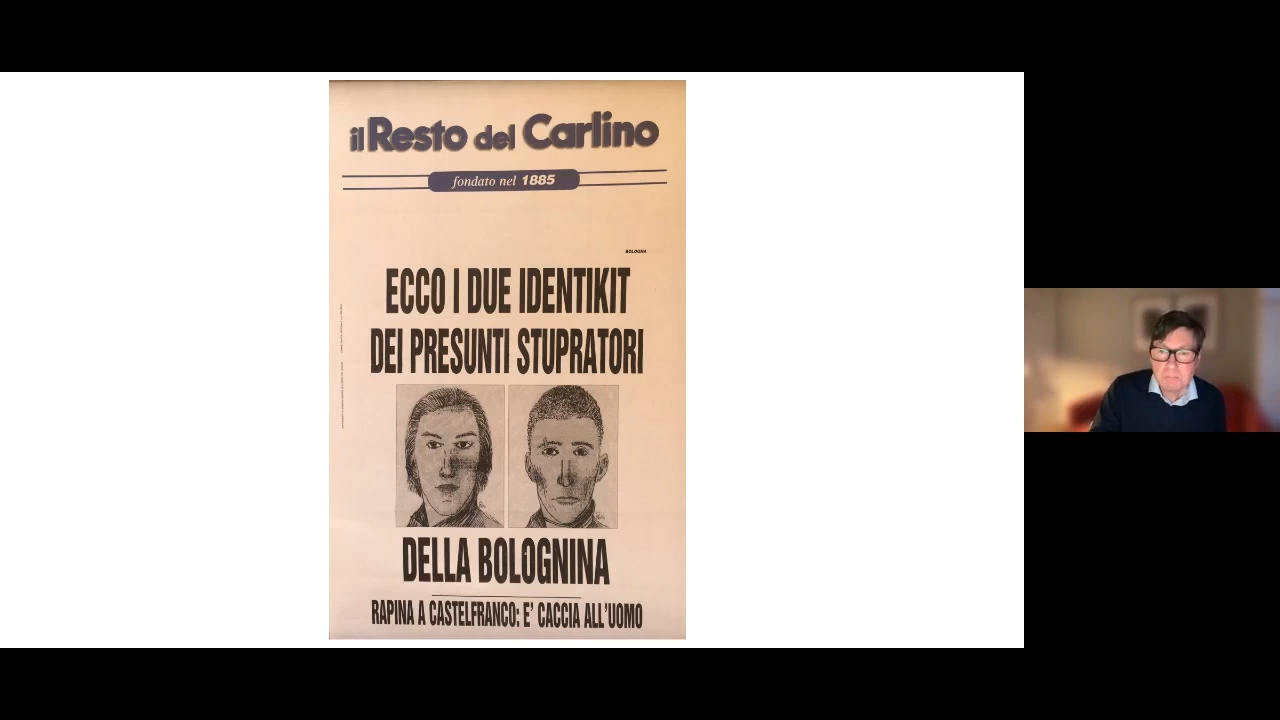 il Resto del Carlino
fondato nel 1885
BOLOGNA
ECCO I DUE IDENTIKIT
DEI PRESUNTI STUPRATORI
DELLA BOLOGNINA
RAPINA A CASTELFRANCO: E' CACCIA ALL'UOMO